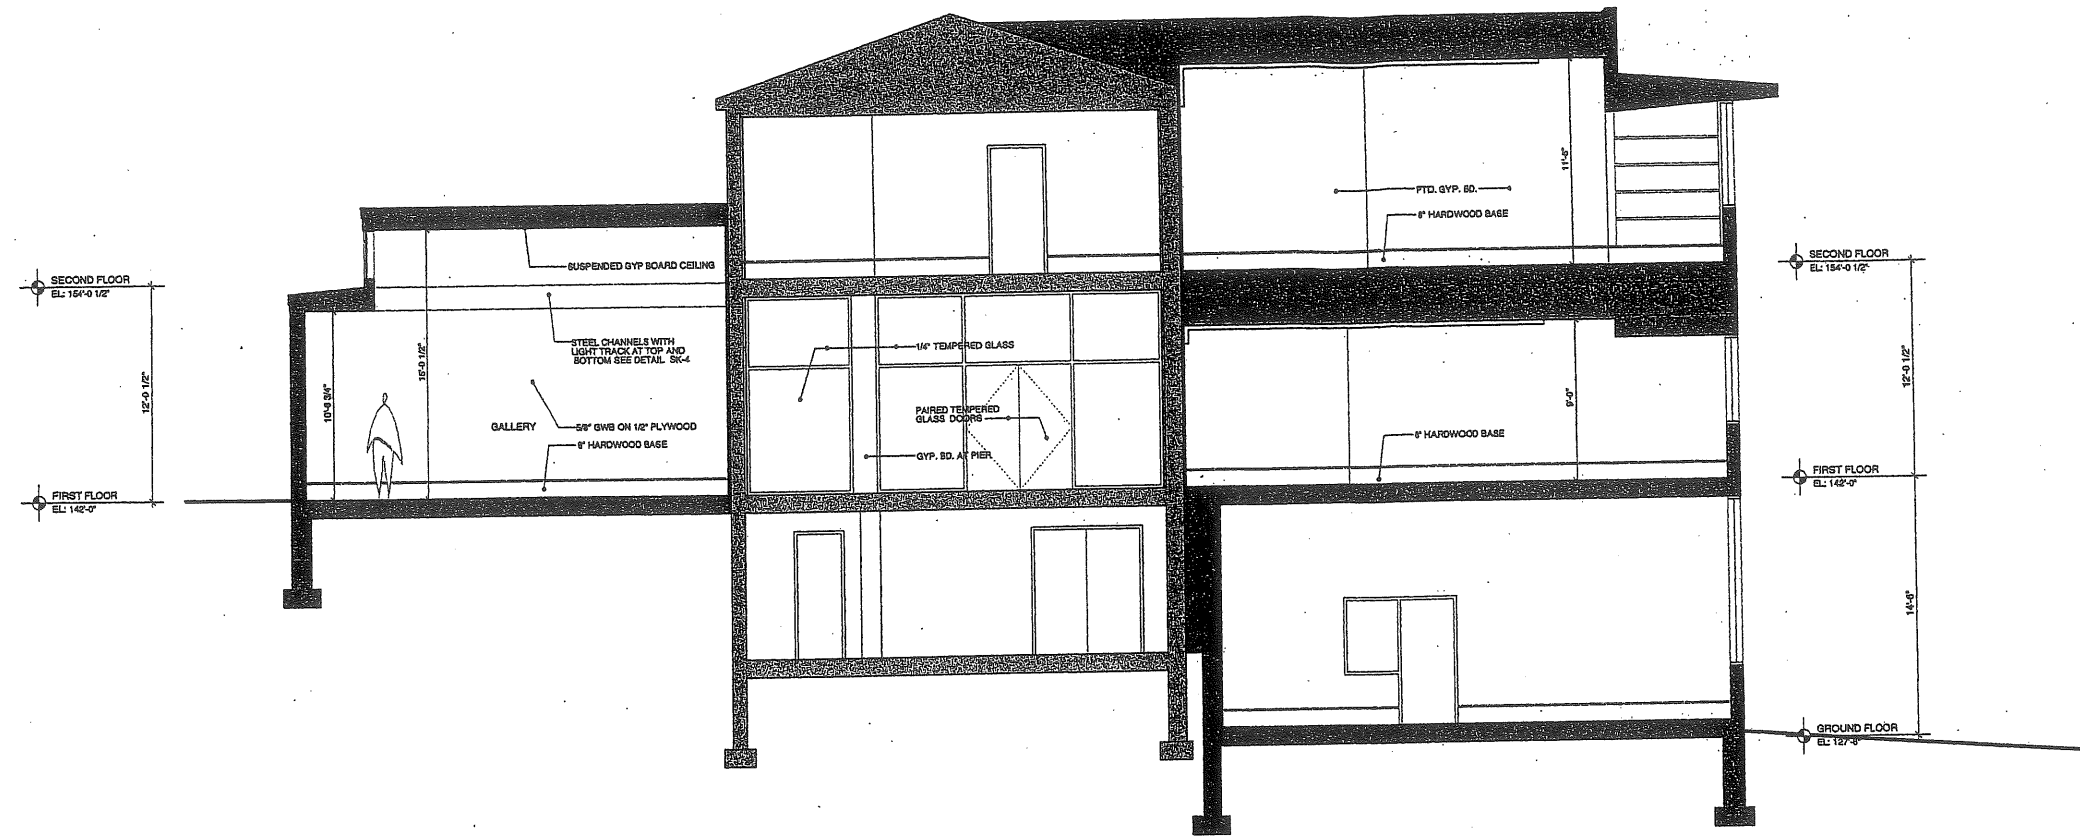 SECOND FLOOR
EL: 154'-0 1/2"
12'-0 1/2"
FIRST FLOOR
EL: 142'-0"
10'-8 3/4"
15'-0 1/2"
SUSPENDED GYP BOARD CEILING
STEEL CHANNELS WITH
LIGHT TRACK AT TOP AND
BOTTOM SEE DETAIL SK-4
GALLERY
5/8" GWB ON 1/2" PLYWOOD
6" HARDWOOD BASE
1/4" TEMPERED GLASS
PAIRED TEMPERED
GLASS DOORS
GYP. BD. AT PIER
PTD. GYP. BD.
6" HARDWOOD BASE
11'-6"
9'-0"
6" HARDWOOD BASE
SECOND FLOOR
EL: 154'-0 1/2"
12'-0 1/2"
FIRST FLOOR
EL: 142'-0"
14'-6"
GROUND FLOOR
EL: 127'-6"